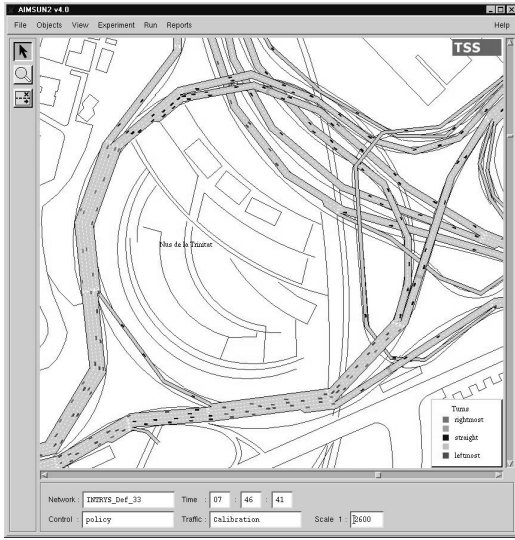 AIMSUN2 v4.0
File Objects View Experiment Run Reports Help
TSS
Nus de la Trinitat
Turns
rightmost
straight
leftmost
Network : INTRYS_Def_33 Time : 07 : 46 : 41
Control : policy Traffic : Calibration Scale 1 : 2600